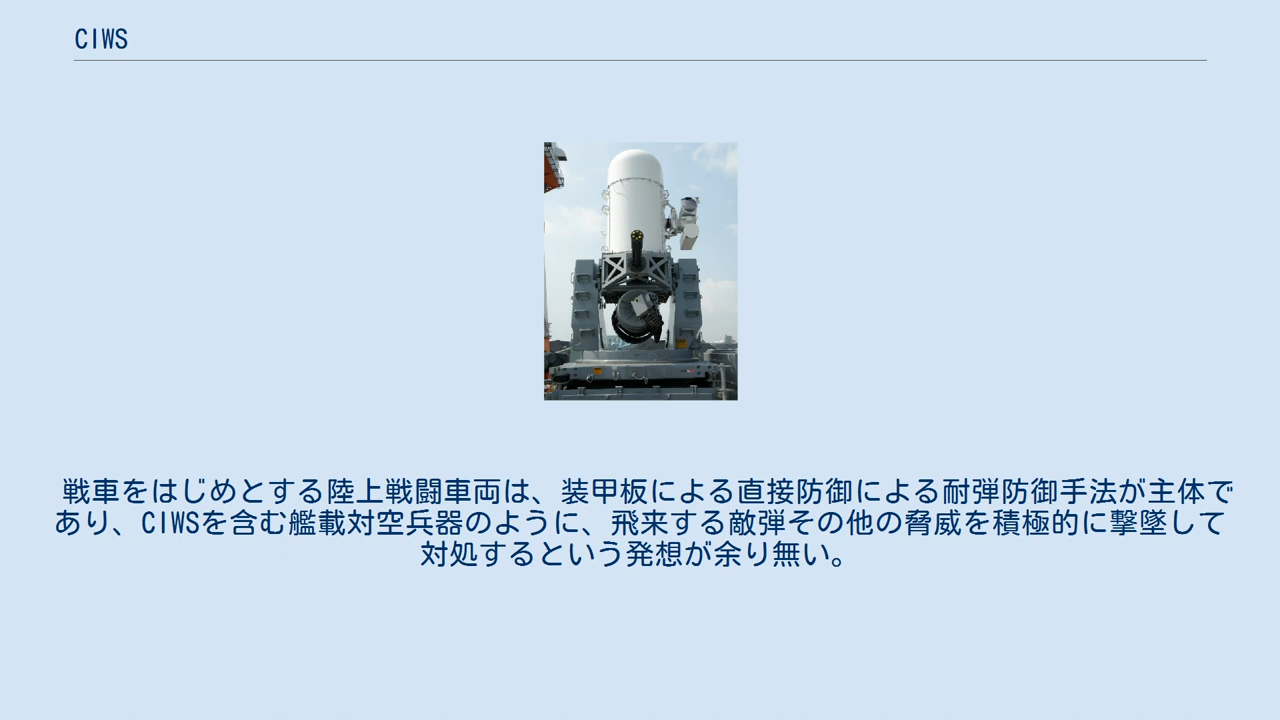 CIWS
戦車をはじめとする陸上戦闘車両は、装甲板による直接防御による耐弾防御手法が主体で
あり、CIWSを含む艦載対空兵器のように、飛来する敵弾その他の脅威を積極的に撃墜して
対処するという発想が余り無い。